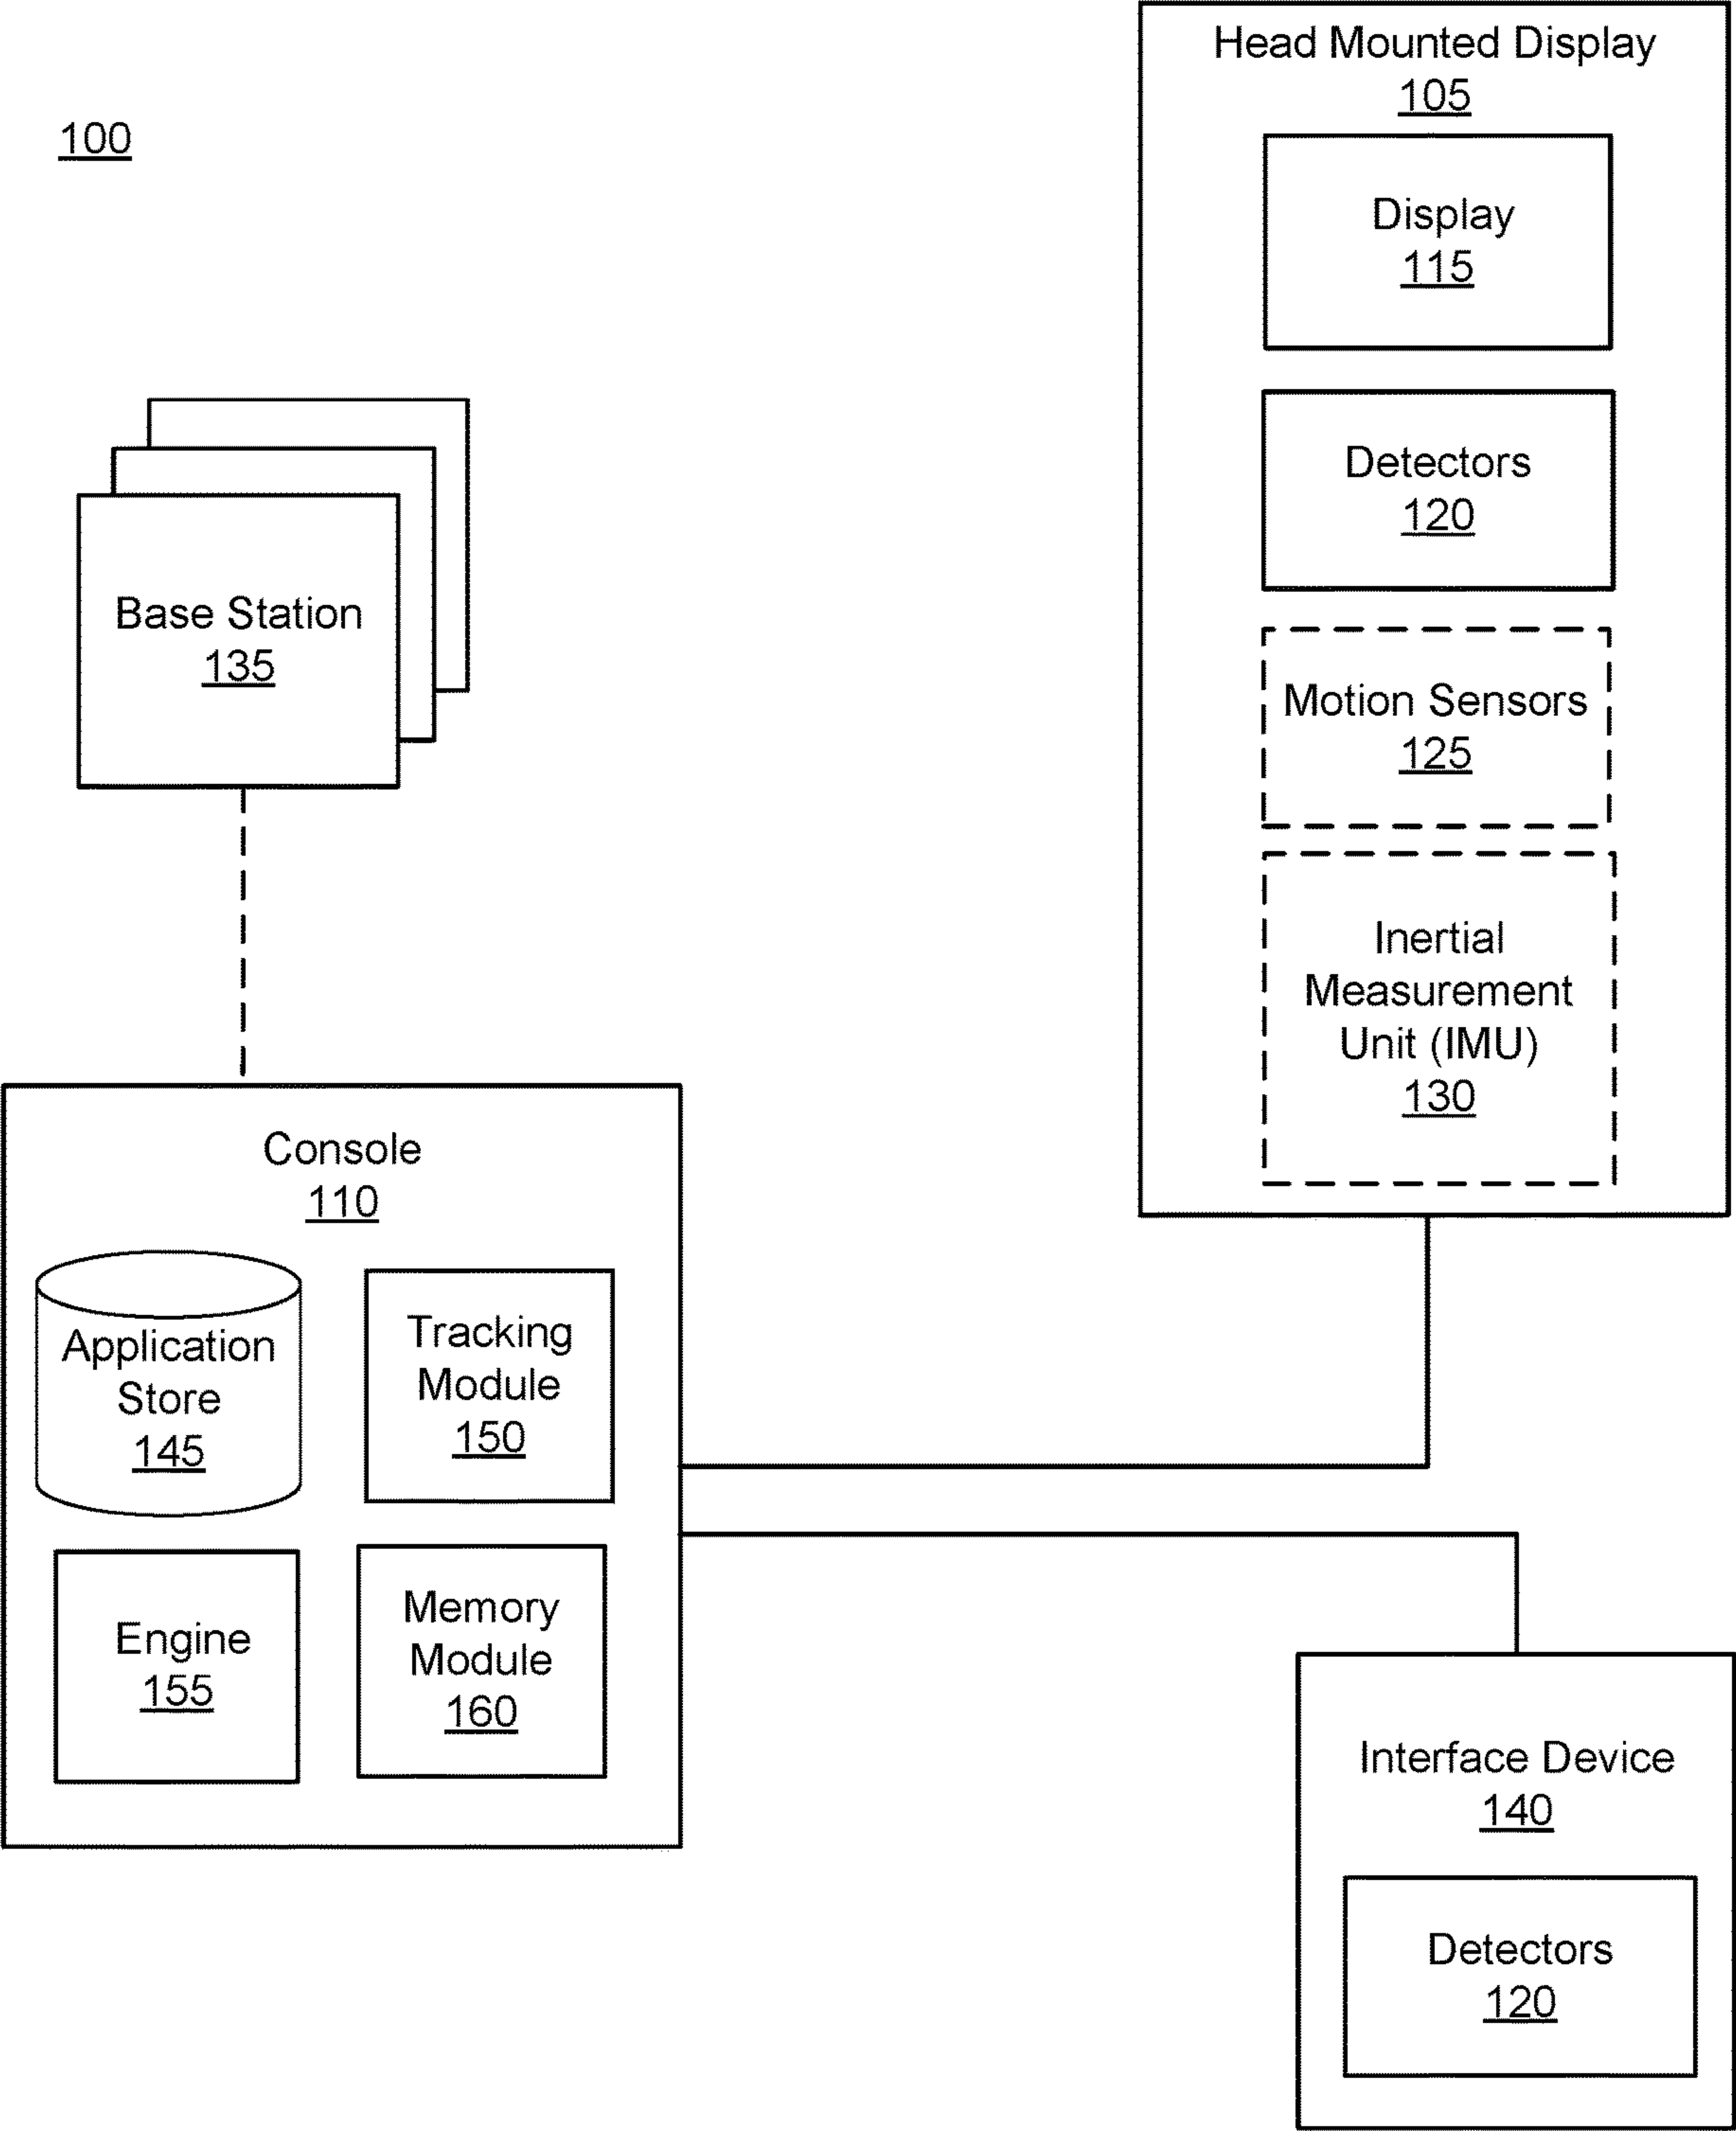 100
Head Mounted Display
105
Display
115
Detectors
120
Motion Sensors
125
Inertial
Measurement
Unit (IMU)
130
Base Station
135
Console
110
Application
Store
145
Tracking
Module
150
Engine
155
Memory
Module
160
Interface Device
140
Detectors
120